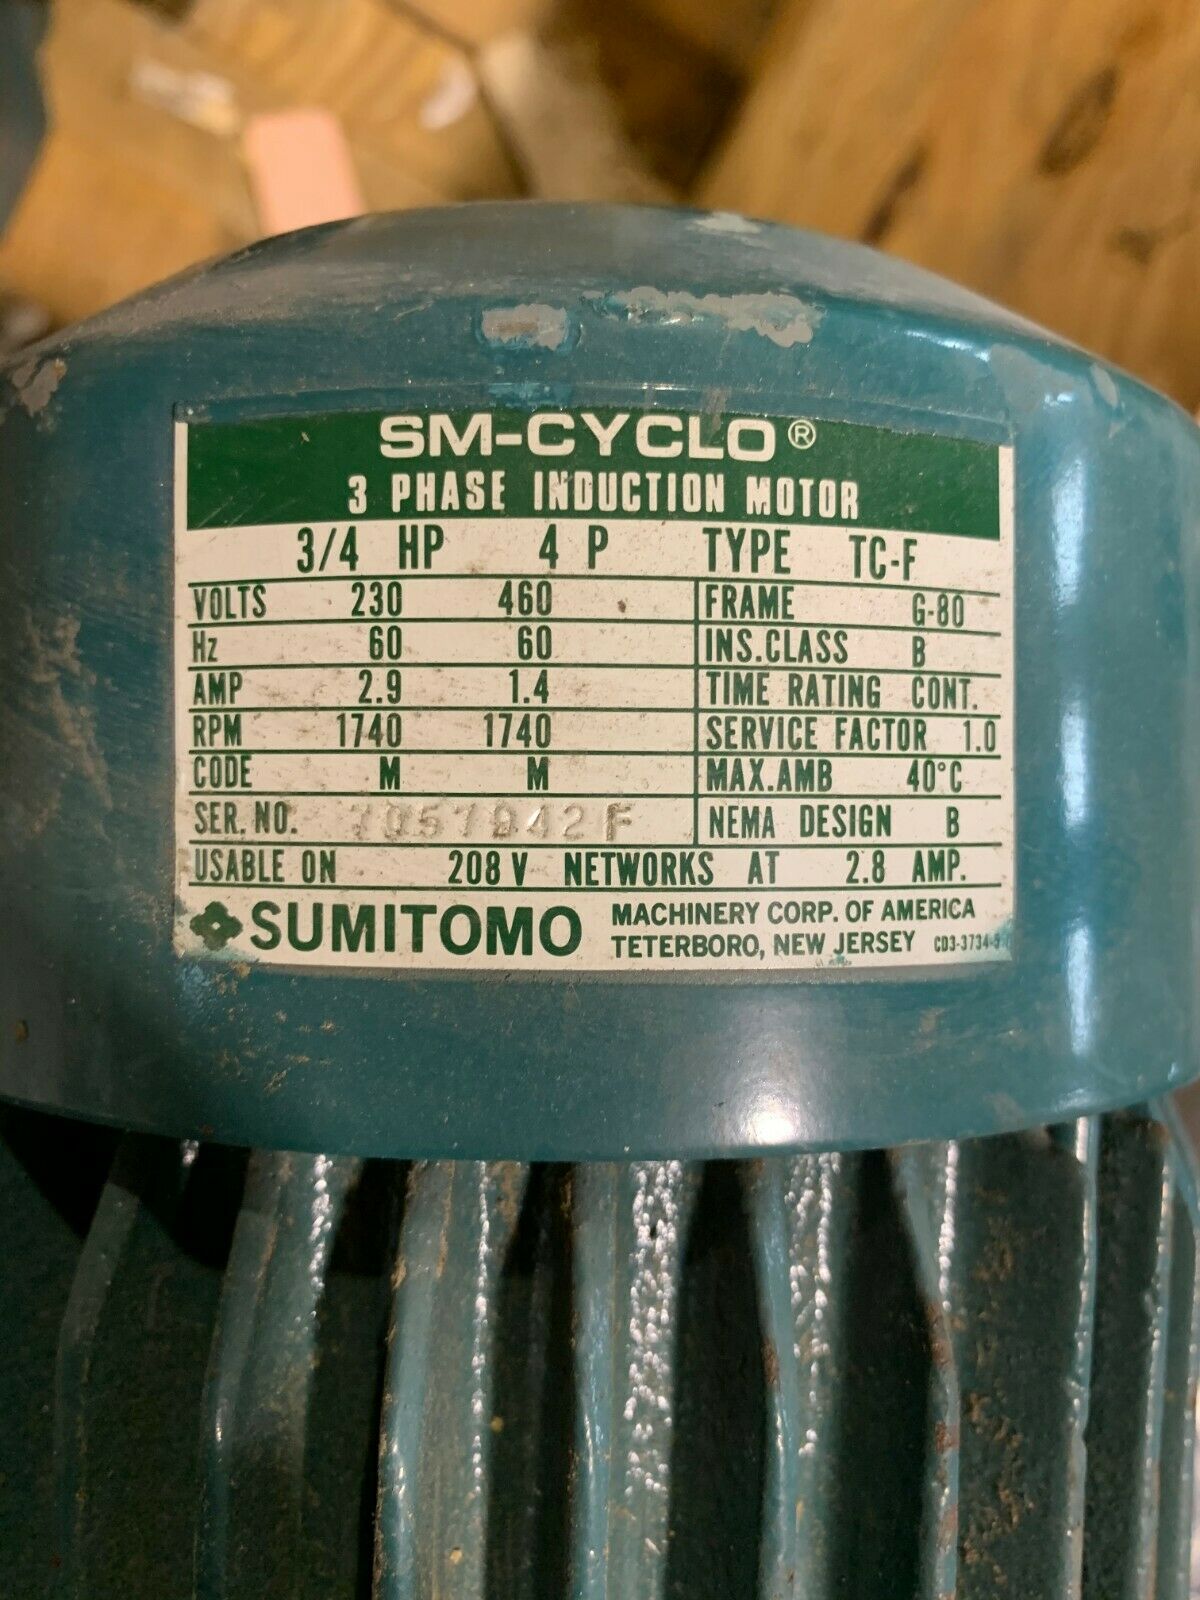 SM-CYCLO®
3 PHASE INDUCTION MOTOR
3/4 HP 4 P TYPE TC-F
VOLTS 230 460 FRAME G-80
Hz 60 60 INS.CLASS B
AMP 2.9 1.4 TIME RATING CONT.
RPM 1740 1740 SERVICE FACTOR 1.0
CODE M M MAX.AMB 40°C
SER. NO. 7057942F NEMA DESIGN B
USABLE ON 208 V NETWORKS AT 2.8 AMP.
SUMITOMO MACHINERY CORP. OF AMERICA
TETERBORO, NEW JERSEY